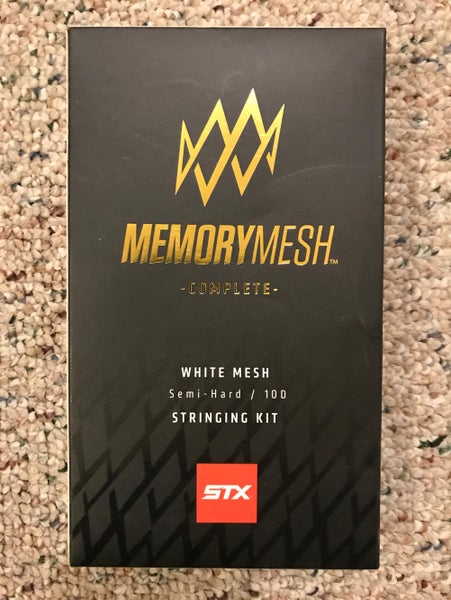 MEMORYMESH™
-COMPLETE-
WHITE MESH
Semi-Hard / 10D
STRINGING KIT
STX